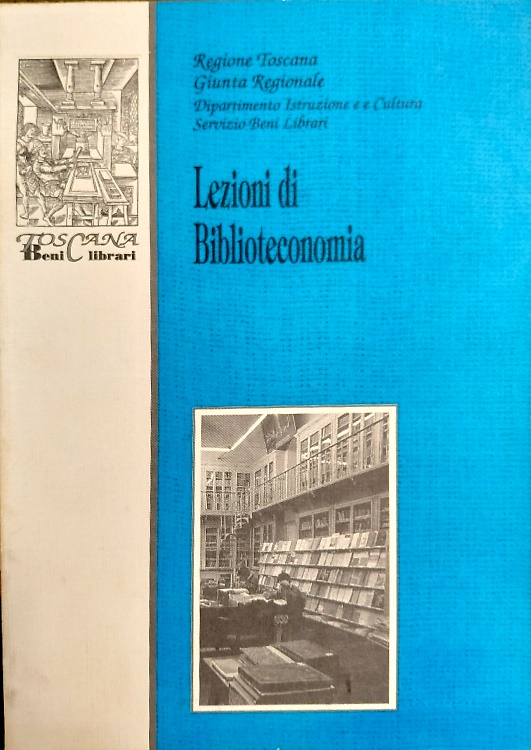 Regione Toscana
Giunta Regionale
Dipartimento Istruzione e e Cultura
Servizio Beni Librari
Lezioni di
Biblioteconomia
TOSCANA
Beni librari